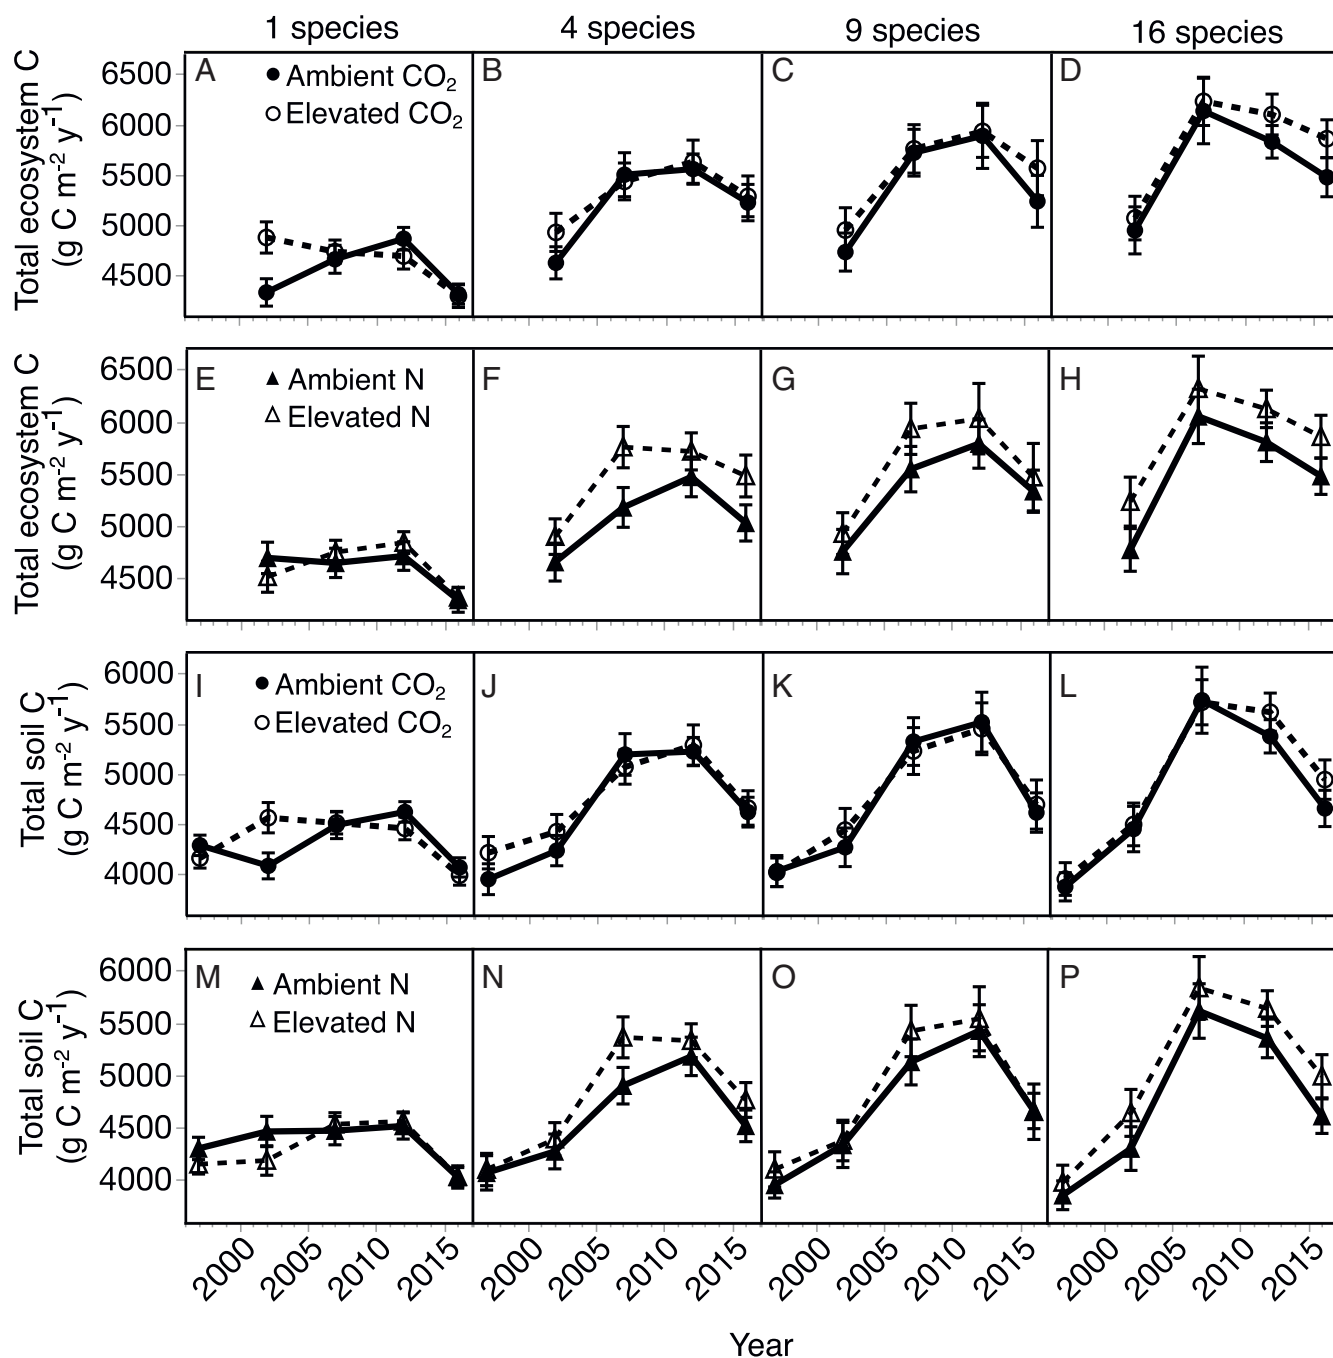 1 species 4 species 9 species 16 species
Total ecosystem C
(g C m⁻² y⁻¹)
6500
6000
5500
5000
4500
A B C D
● Ambient CO₂
○ Elevated CO₂
Total ecosystem C
(g C m⁻² y⁻¹)
6500
6000
5500
5000
4500
E F G H
▲ Ambient N
△ Elevated N
Total soil C
(g C m⁻² y⁻¹)
6000
5500
5000
4500
4000
I J K L
● Ambient CO₂
○ Elevated CO₂
Total soil C
(g C m⁻² y⁻¹)
6000
5500
5000
4500
4000
M N O P
▲ Ambient N
△ Elevated N
2000 2005 2010 2015 2000 2005 2010 2015 2000 2005 2010 2015 2000 2005 2010 2015
Year